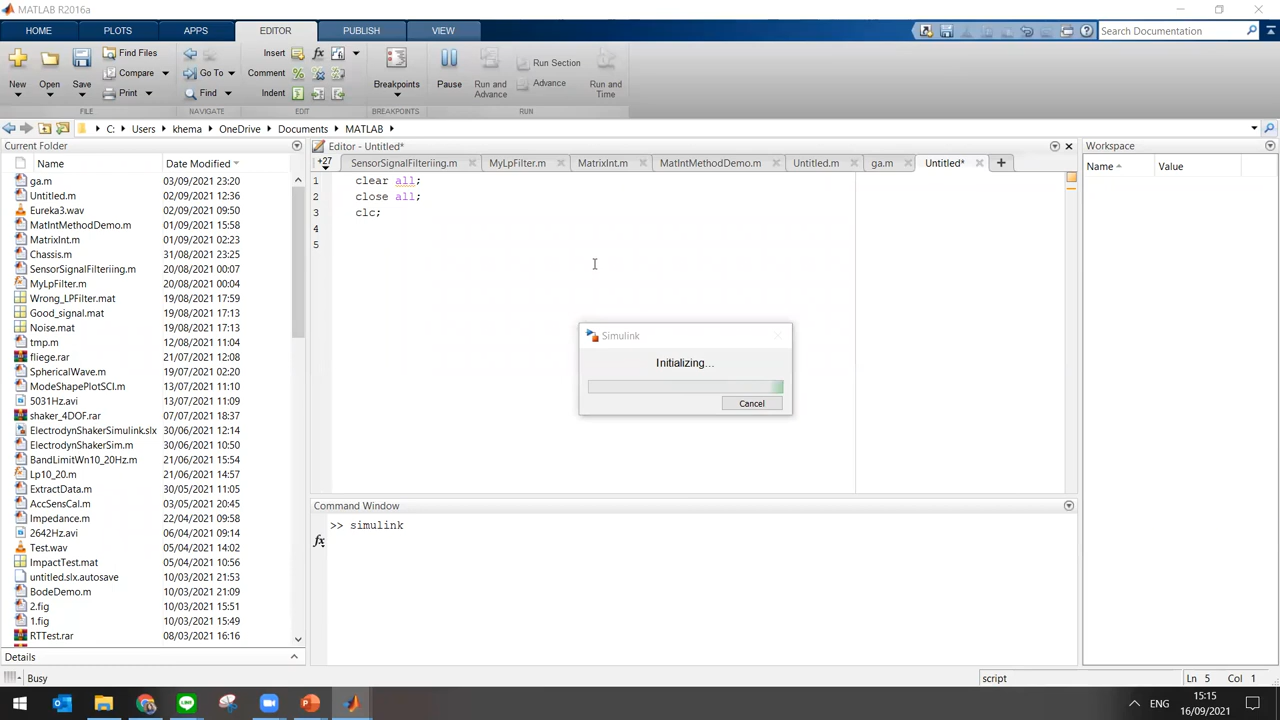 MATLAB R2016a
HOME PLOTS APPS EDITOR PUBLISH VIEW Search Documentation
New Open Save Find Files Compare Print
Go To Find
Insert Comment Indent
Breakpoints
Pause Run and Advance Run Section Advance Run and Time
FILE NAVIGATE EDIT BREAKPOINTS RUN
C: Users khema OneDrive Documents MATLAB
Current Folder
Name Date Modified
ga.m 03/09/2021 23:20
Untitled.m 02/09/2021 12:36
Eureka3.wav 02/09/2021 09:50
MatIntMethodDemo.m 01/09/2021 15:58
MatrixInt.m 01/09/2021 02:23
Chassis.m 31/08/2021 23:25
SensorSignalFilteriing.m 20/08/2021 00:07
MyLpFilter.m 20/08/2021 00:04
Wrong_LPFilter.mat 19/08/2021 17:59
Good_signal.mat 19/08/2021 17:13
Noise.mat 19/08/2021 17:13
tmp.m 12/08/2021 11:04
fliege.rar 21/07/2021 12:08
SphericalWave.m 19/07/2021 02:20
ModeShapePlotSCI.m 13/07/2021 11:10
5031Hz.avi 13/07/2021 11:09
shaker_4DOF.rar 07/07/2021 18:37
ElectrodynShakerSimulink.slx 30/06/2021 12:14
ElectrodynShakerSim.m 30/06/2021 10:50
BandLimitWn10_20Hz.m 21/06/2021 15:54
Lp10_20.m 21/06/2021 14:57
ExtractData.m 30/05/2021 11:05
AccSensCal.m 03/05/2021 20:45
Impedance.m 22/04/2021 09:58
2642Hz.avi 06/04/2021 09:14
Test.wav 05/04/2021 14:02
ImpactTest.mat 05/04/2021 10:56
untitled.slx.autosave 10/03/2021 21:53
BodeDemo.m 10/03/2021 21:09
2.fig 10/03/2021 15:51
1.fig 10/03/2021 15:49
RTTest.rar 08/03/2021 16:16
Details
Editor - Untitled*
+27 SensorSignalFilteriing.m MyLpFilter.m MatrixInt.m MatIntMethodDemo.m Untitled.m ga.m Untitled*
1 clear all;
2 close all;
3 clc;
4
5
Simulink
Initializing...
Cancel
Command Window
fx >> simulink
Workspace
Name Value
Busy script Ln 5 Col 1
ENG 15:15
16/09/2021